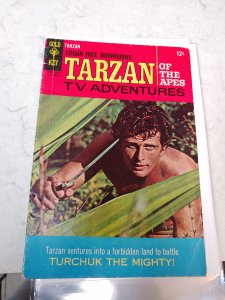 GOLD
KEY
TARZAN
EDGAR RICE BURROUGHS'
12¢
TARZAN
OF THE APES
TV ADVENTURES
Tarzan ventures into a forbidden land to battle
TURCHUK THE MIGHTY!